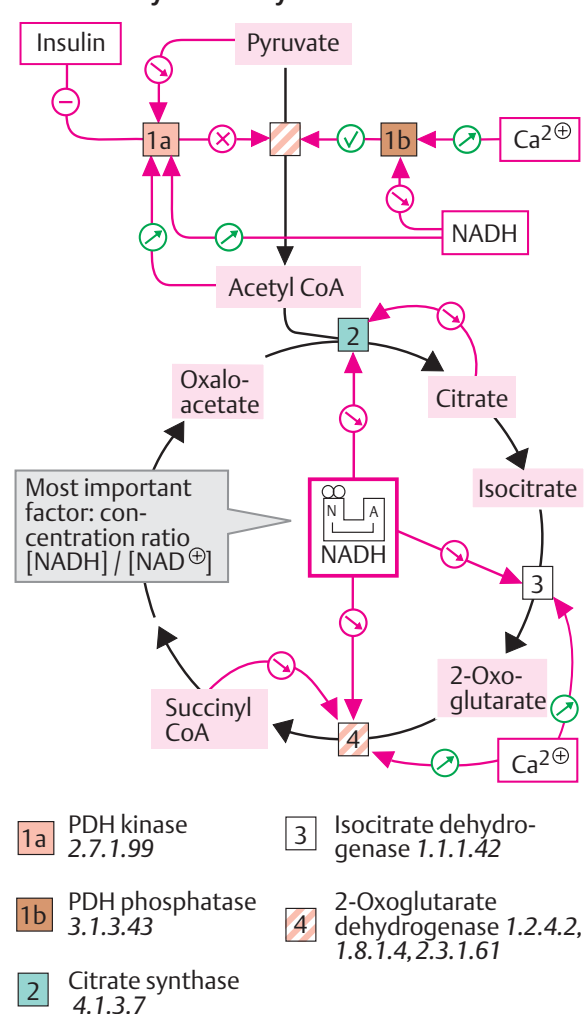 Insulin
Pyruvate
1a
1b
Ca2⊕
NADH
Acetyl CoA
2
Oxalo-
acetate
Citrate
Most important
factor: con-
centration ratio
[NADH] / [NAD⊕]
N A
NADH
Isocitrate
3
2-Oxo-
glutarate
Succinyl
CoA
4
Ca2⊕
1a PDH kinase
2.7.1.99
1b PDH phosphatase
3.1.3.43
2 Citrate synthase
4.1.3.7
3 Isocitrate dehydro-
genase 1.1.1.42
4 2-Oxoglutarate
dehydrogenase 1.2.4.2,
1.8.1.4, 2.3.1.61